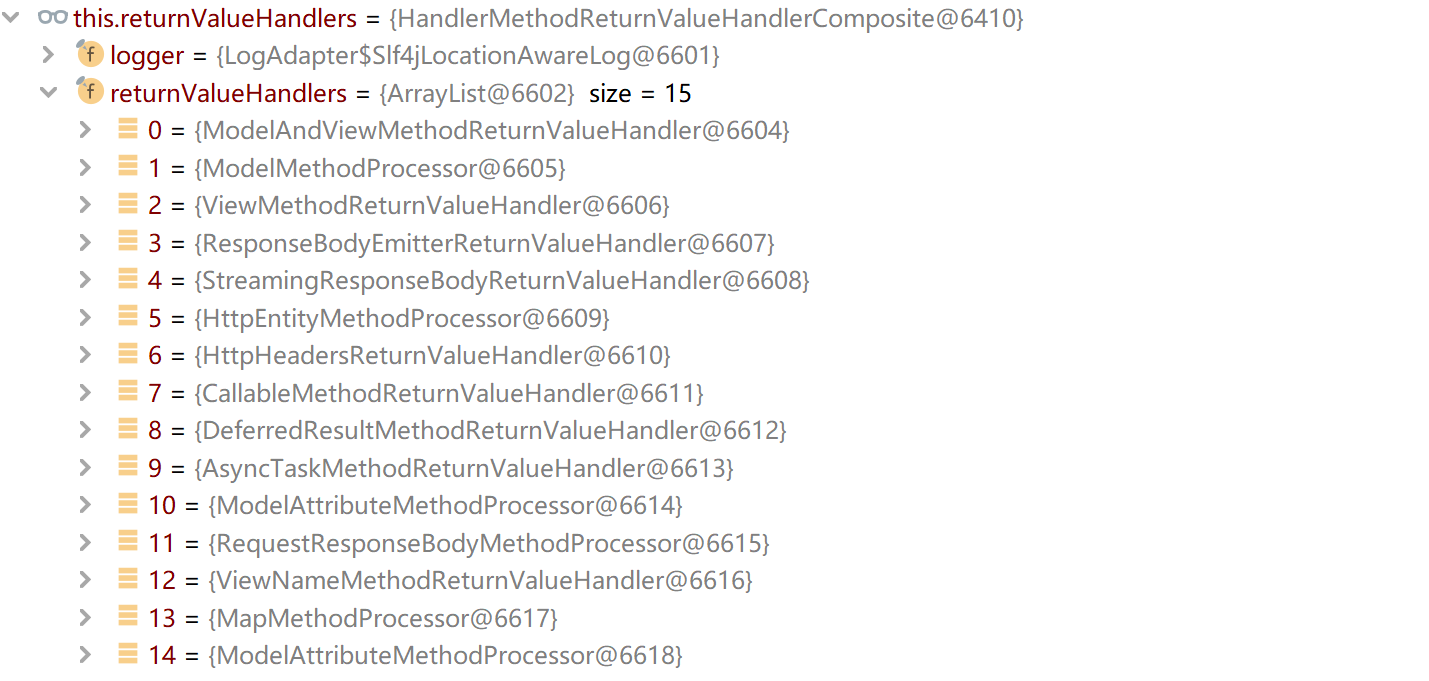 this.returnValueHandlers = {HandlerMethodReturnValueHandlerComposite@6410}
f logger = {LogAdapter$Slf4jLocationAwareLog@6601}
f returnValueHandlers = {ArrayList@6602} size = 15
0 = {ModelAndViewMethodReturnValueHandler@6604}
1 = {ModelMethodProcessor@6605}
2 = {ViewMethodReturnValueHandler@6606}
3 = {ResponseBodyEmitterReturnValueHandler@6607}
4 = {StreamingResponseBodyReturnValueHandler@6608}
5 = {HttpEntityMethodProcessor@6609}
6 = {HttpHeadersReturnValueHandler@6610}
7 = {CallableMethodReturnValueHandler@6611}
8 = {DeferredResultMethodReturnValueHandler@6612}
9 = {AsyncTaskMethodReturnValueHandler@6613}
10 = {ModelAttributeMethodProcessor@6614}
11 = {RequestResponseBodyMethodProcessor@6615}
12 = {ViewNameMethodReturnValueHandler@6616}
13 = {MapMethodProcessor@6617}
14 = {ModelAttributeMethodProcessor@6618}